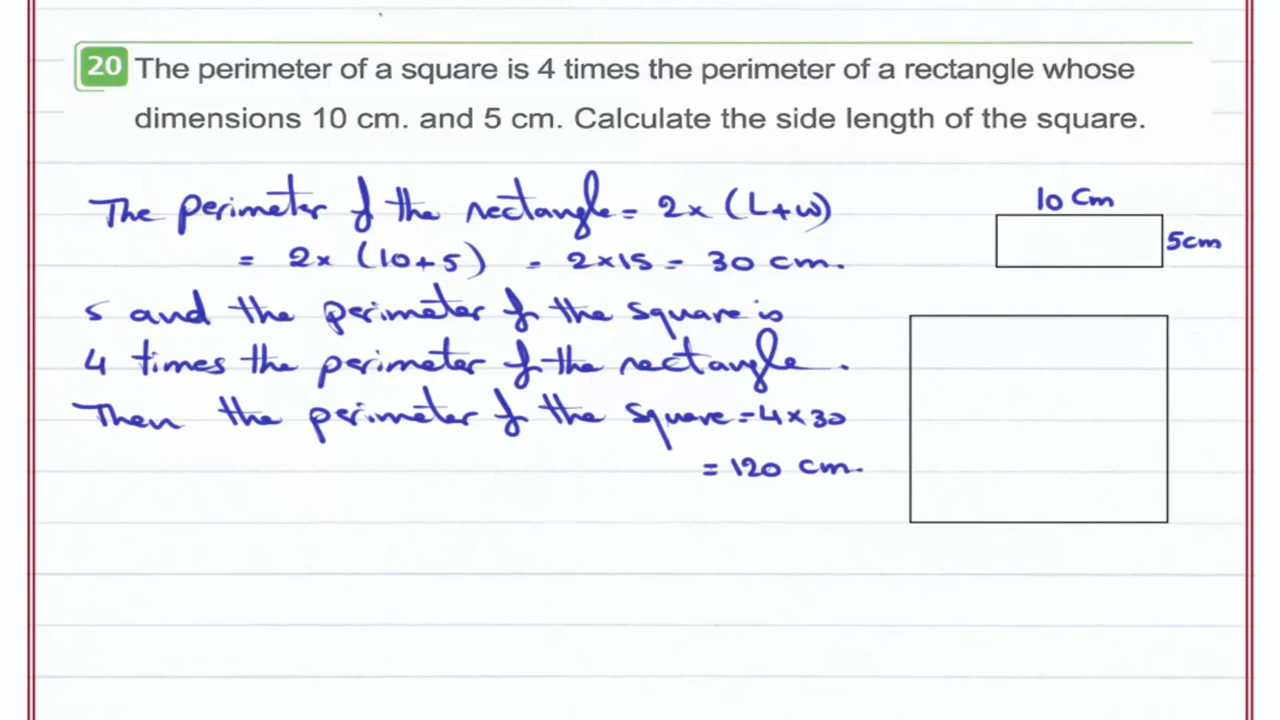 20 The perimeter of a square is 4 times the perimeter of a rectangle whose
dimensions 10 cm. and 5 cm. Calculate the side length of the square.
The perimeter of the rectangle = 2 × (L+w)
= 2 × (10+5) = 2×15 = 30 cm.
10 Cm
5cm
s and the perimeter of the square is
4 times the perimeter of the rectangle.
Then the perimeter of the square = 4 × 30
= 120 cm.